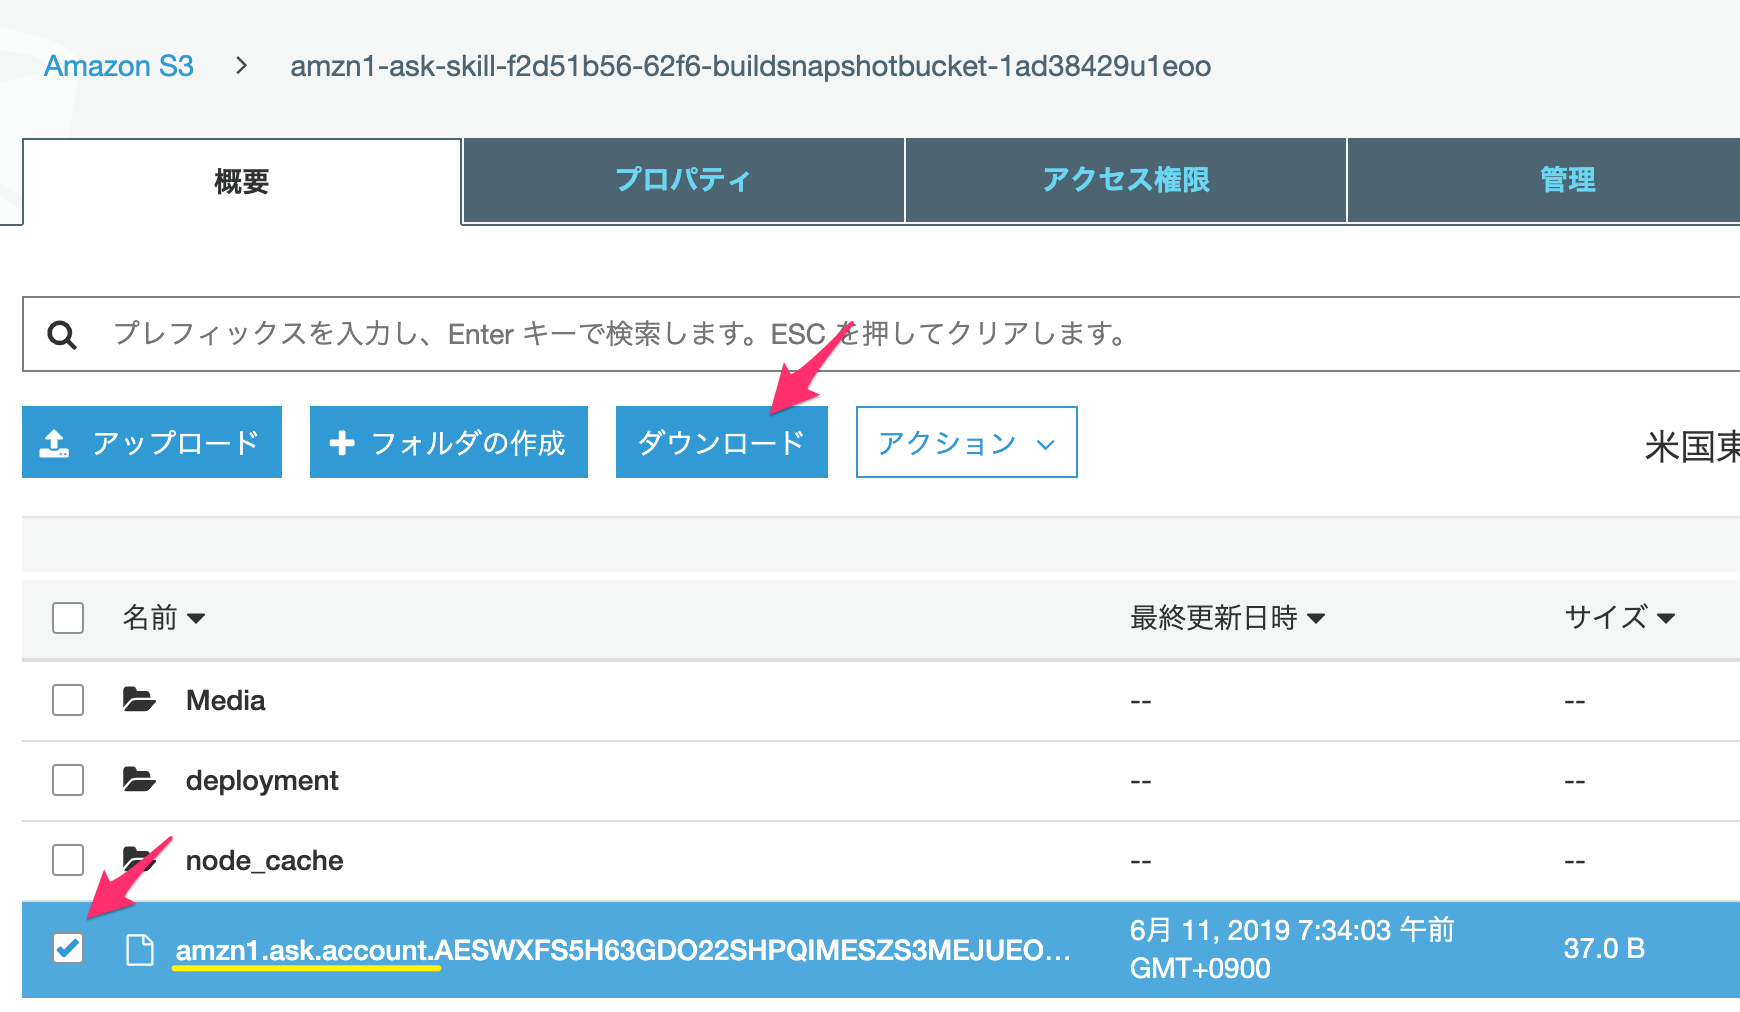 Amazon S3 > amzn1-ask-skill-f2d51b56-62f6-buildsnapshotbucket-1ad38429u1eoo
概要 プロパティ アクセス権限 管理
プレフィックスを入力し、Enter キーで検索します。ESC を押してクリアします。
アップロード フォルダの作成 ダウンロード アクション 米国東
名前 最終更新日時 サイズ
Media -- --
deployment -- --
node_cache -- --
amzn1.ask.account.AESWXFS5H63GDO22SHPQIMESZS3MEJUEO... 6月 11, 2019 7:34:03 午前 37.0 B
GMT+0900